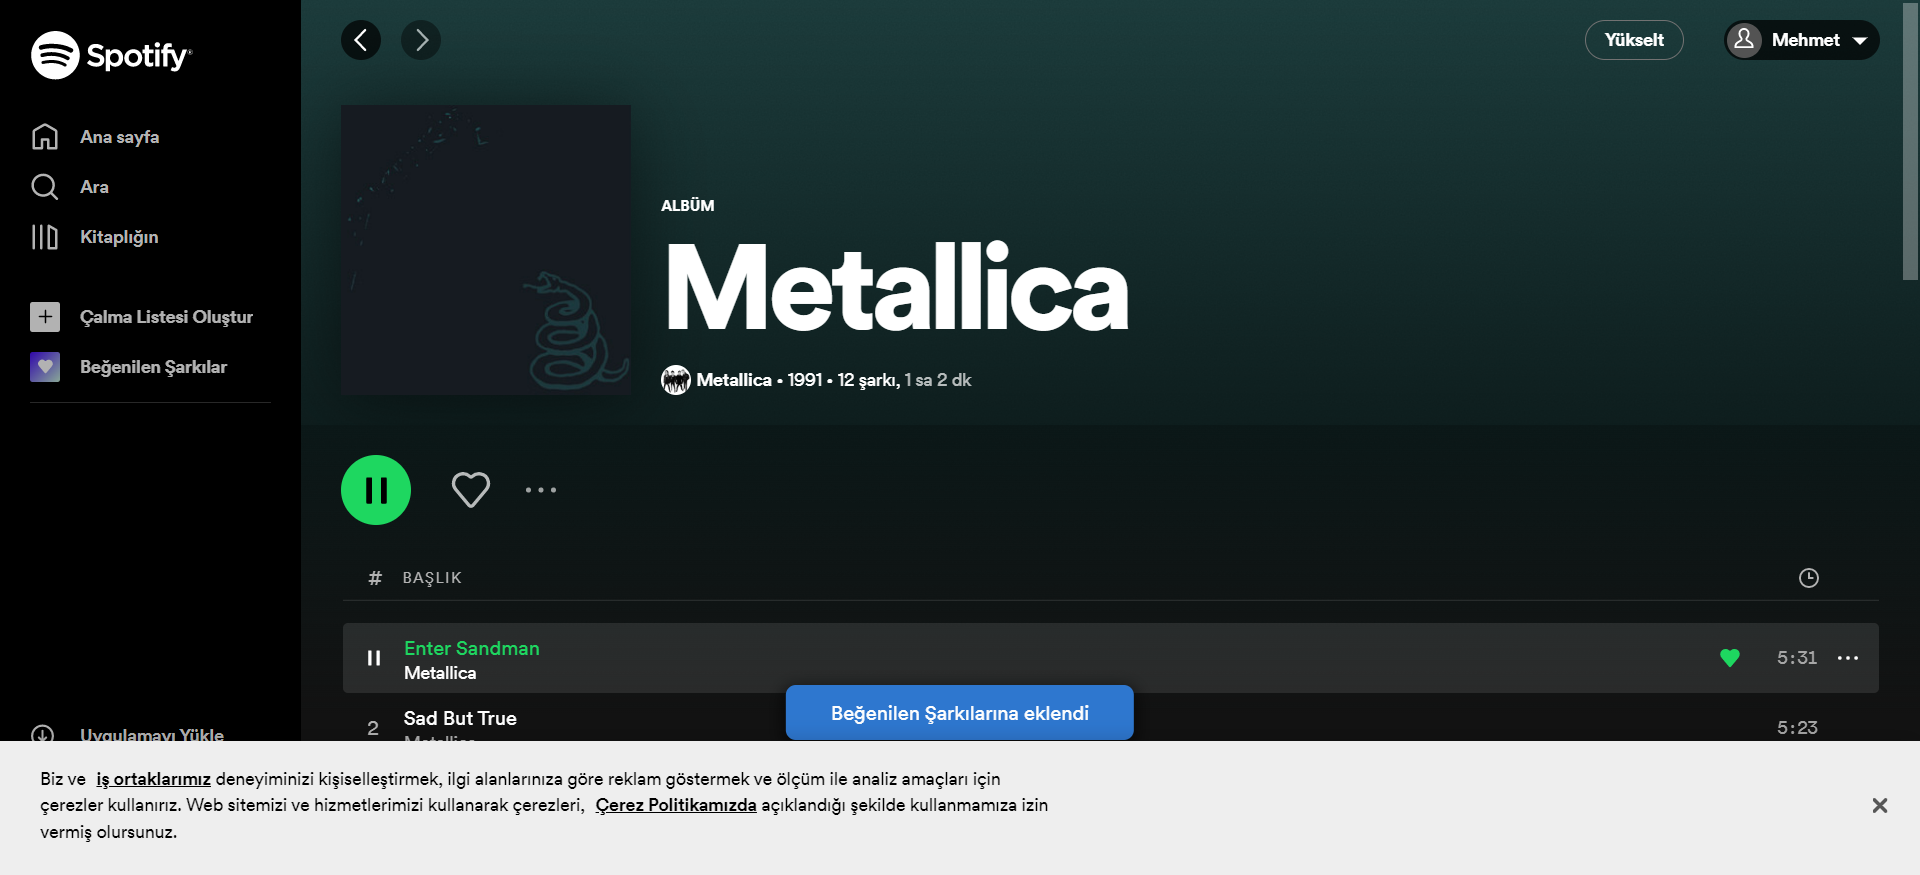 Spotify
Ana sayfa
Ara
Kitaplığın
Çalma Listesi Oluştur
Beğenilen Şarkılar
Uygulamayı Yükle
Yükselt
Mehmet
ALBÜM
Metallica
Metallica • 1991 • 12 şarkı, 1 sa 2 dk
# BAŞLIK
Enter Sandman
Metallica
5:31
2
Sad But True
Metallica
5:23
Beğenilen Şarkılarına eklendi
Biz ve iş ortaklarımız deneyiminizi kişiselleştirmek, ilgi alanlarınıza göre reklam göstermek ve ölçüm ile analiz amaçları için
çerezler kullanırız. Web sitemizi ve hizmetlerimizi kullanarak çerezleri, Çerez Politikamızda açıklandığı şekilde kullanmamıza izin
vermiş olursunuz.